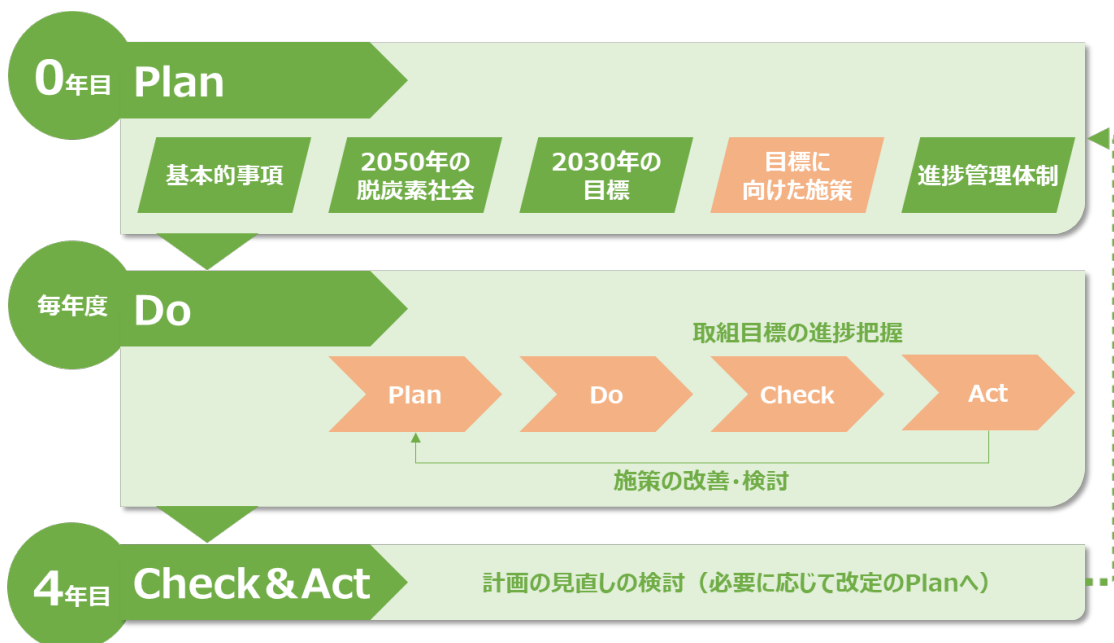 0年目 Plan
基本的事項
2050年の
脱炭素社会
2030年の
目標
目標に
向けた施策
進捗管理体制
毎年度 Do
取組目標の進捗把握
Plan
Do
Check
Act
施策の改善・検討
4年目 Check＆Act
計画の見直しの検討（必要に応じて改定のPlanへ）